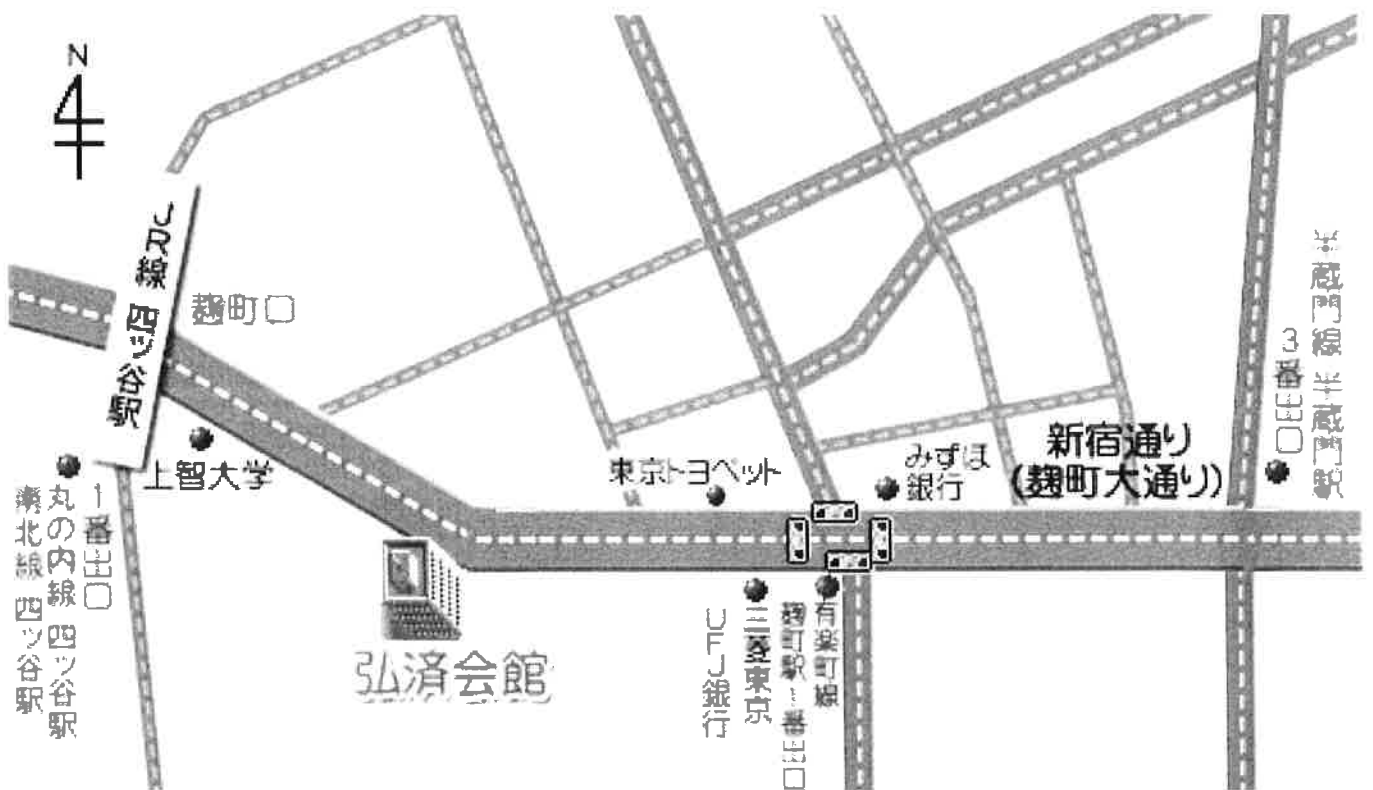 N
JR線 四ツ谷駅
麹町口
上智大学
1番出口
丸の内線 四ツ谷駅
南北線 四ツ谷駅
弘済会館
東京トヨペット
みずほ
銀行
新宿通り
(麹町大通り)
半蔵門線 半蔵門駅
3番出口
有楽町線
麹町駅1番出口
三菱東京
UFJ銀行